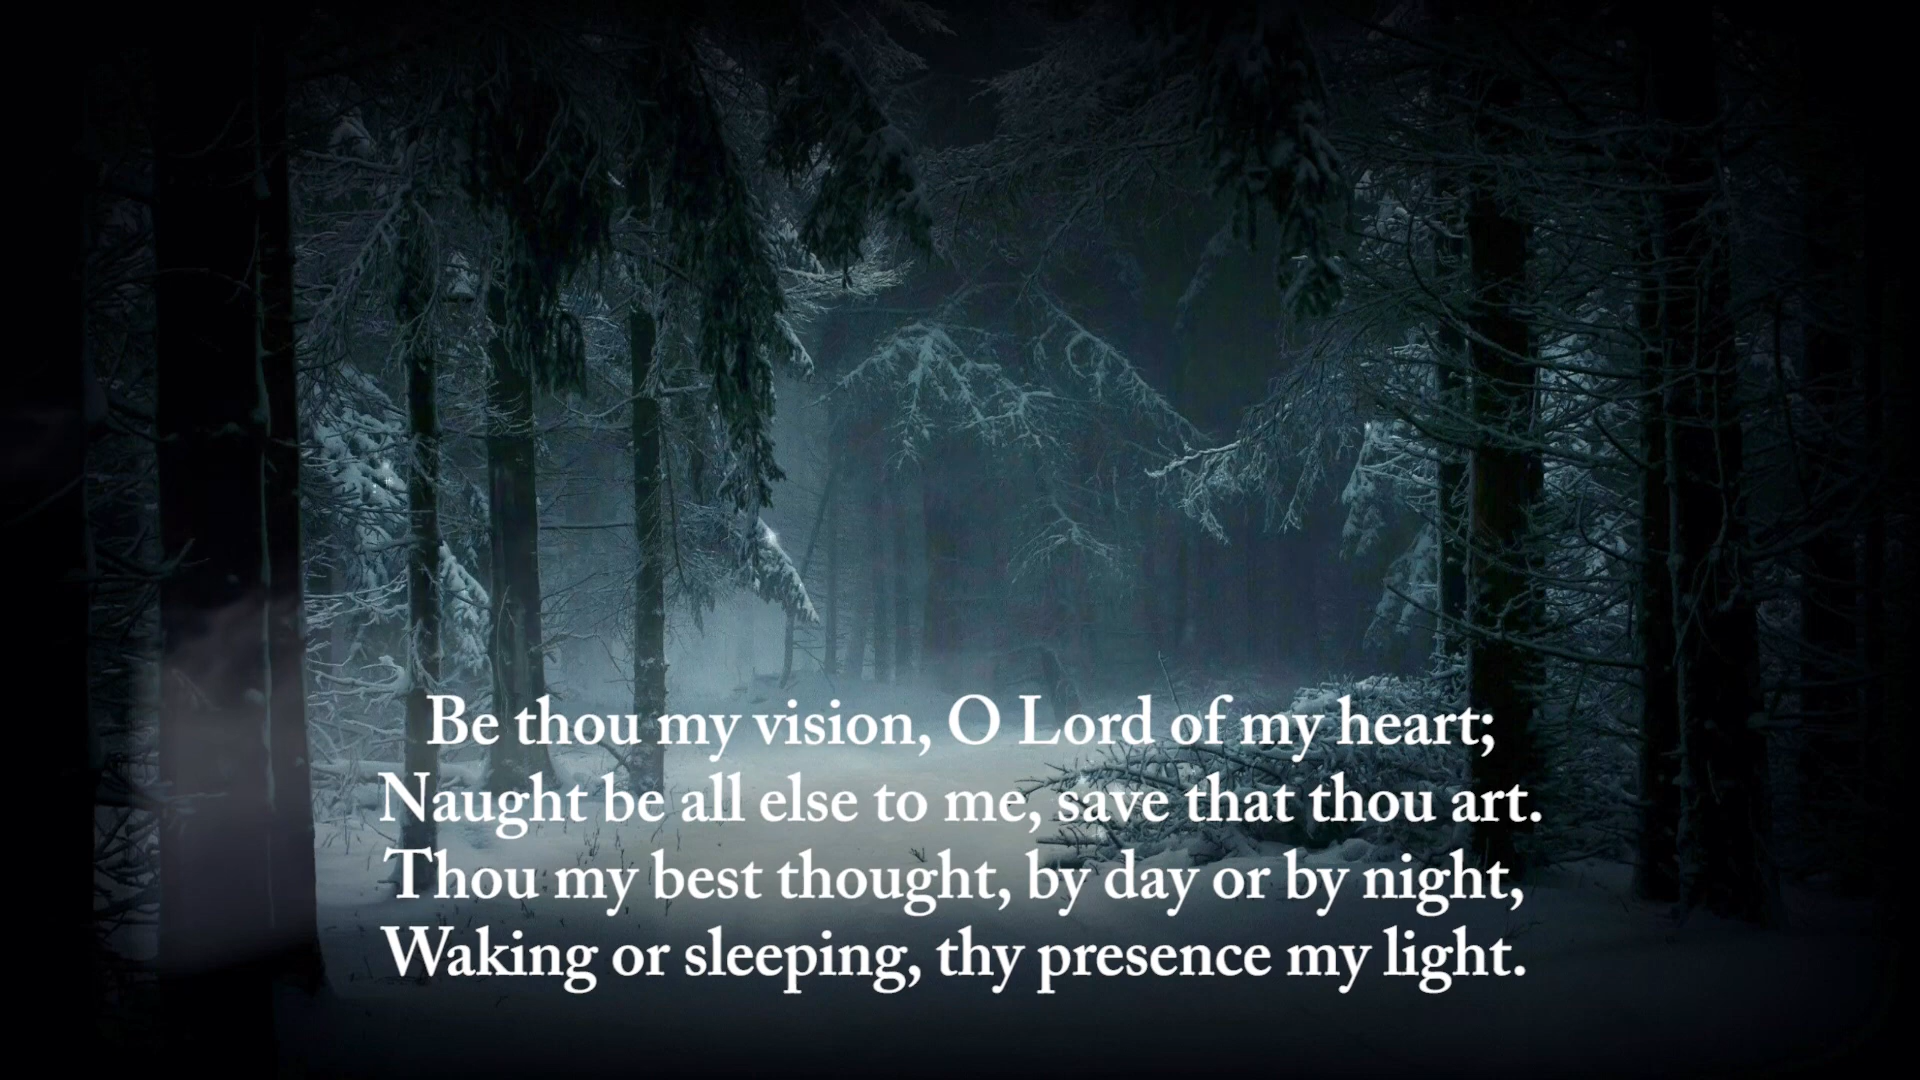 Be thou my vision, O Lord of my heart;
Naught be all else to me, save that thou art.
Thou my best thought, by day or by night,
Waking or sleeping, thy presence my light.